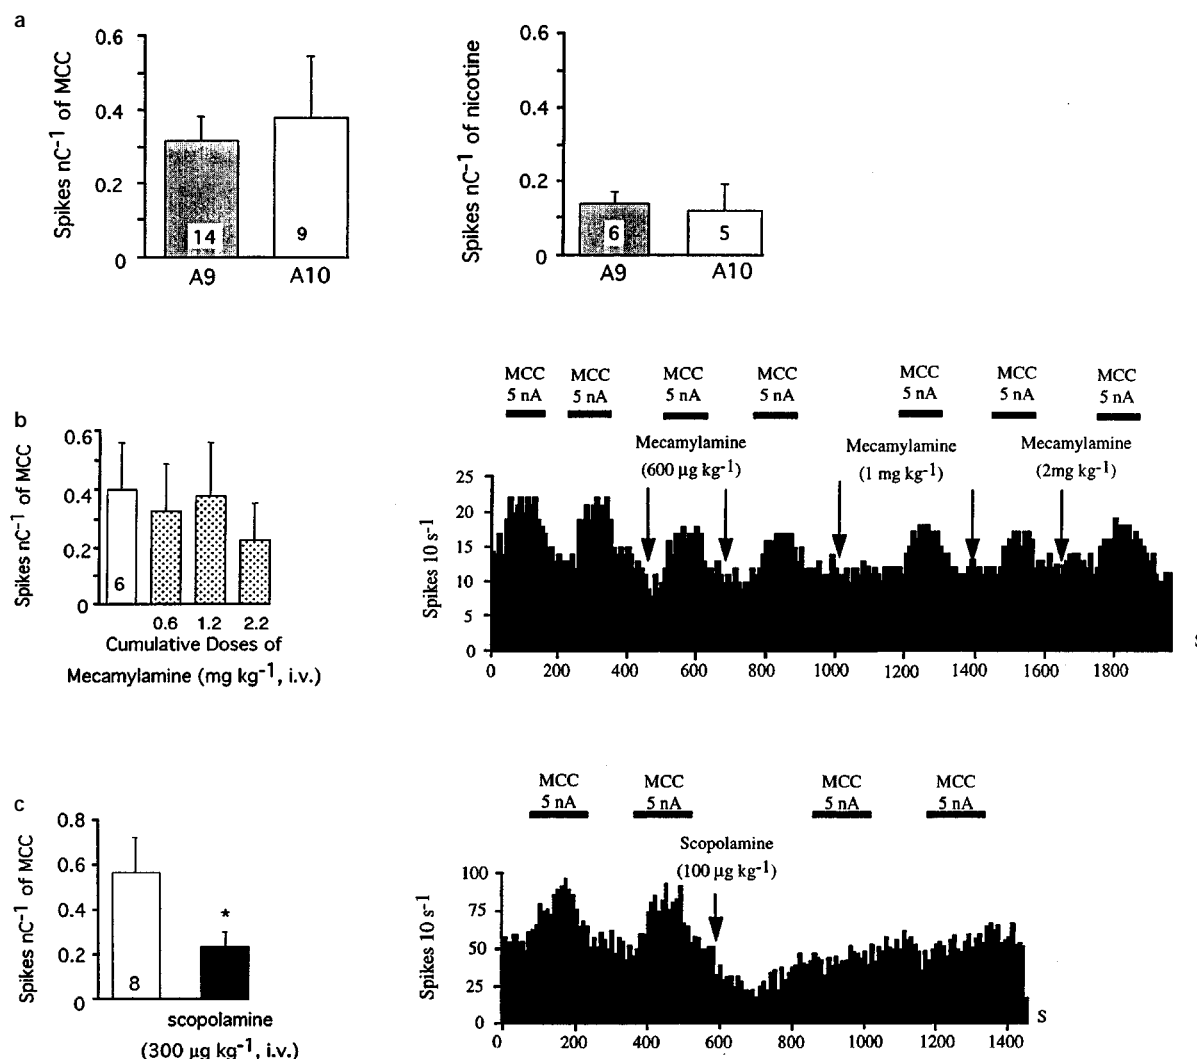 a
Spikes nC⁻¹ of MCC
0.6
0.4
0.2
0
14
9
A9
A10
Spikes nC⁻¹ of nicotine
0.6
0.4
0.2
0
6
5
A9
A10
b
Spikes nC⁻¹ of MCC
0.6
0.4
0.2
0
6
0.6 1.2 2.2
Cumulative Doses of
Mecamylamine (mg kg⁻¹, i.v.)
MCC
5 nA
MCC
5 nA
MCC
5 nA
MCC
5 nA
MCC
5 nA
MCC
5 nA
MCC
5 nA
Mecamylamine
(600 µg kg⁻¹)
Mecamylamine
(1 mg kg⁻¹)
Mecamylamine
(2mg kg⁻¹)
Spikes 10 s⁻¹
25
20
15
10
5
0
0 200 400 600 800 1000 1200 1400 1600 1800
S
c
Spikes nC⁻¹ of MCC
0.8
0.6
0.4
0.2
0
8
*
scopolamine
(300 µg kg⁻¹, i.v.)
MCC
5 nA
MCC
5 nA
MCC
5 nA
MCC
5 nA
Scopolamine
(100 µg kg⁻¹)
Spikes 10 s⁻¹
100
75
50
25
0
0 200 400 600 800 1000 1200 1400
S